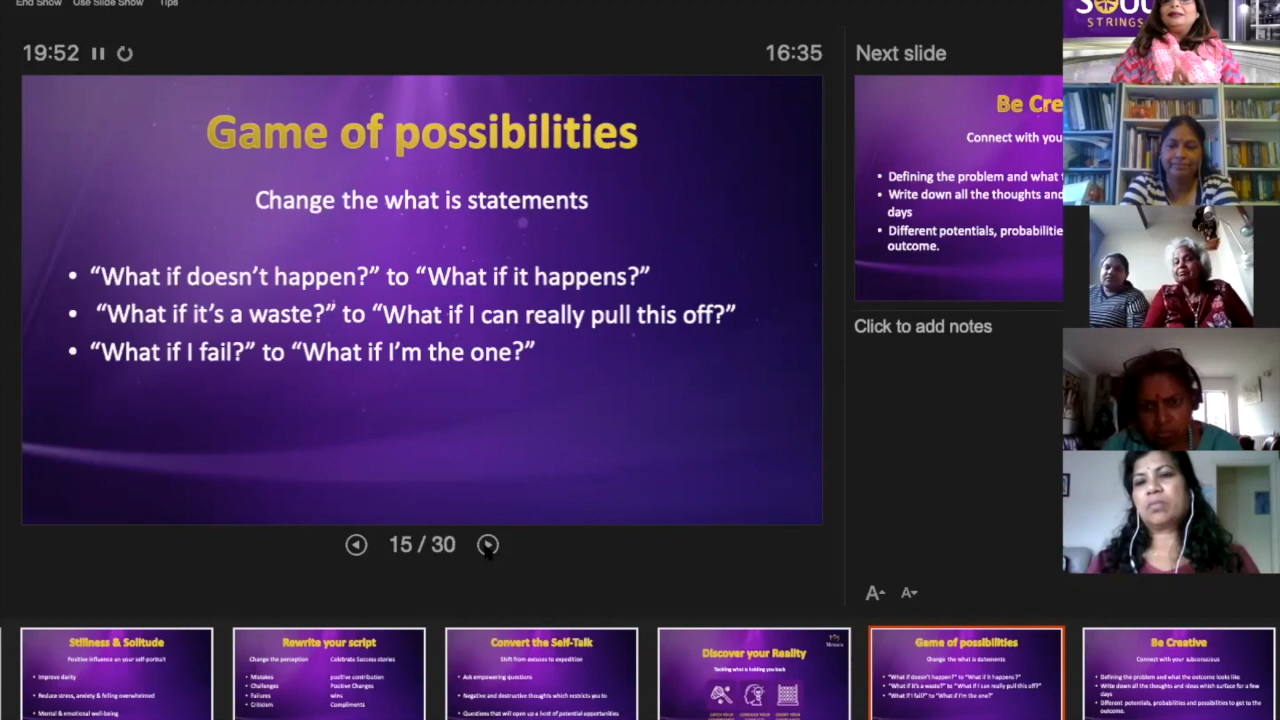 End Show Use Slide Show Tips
19:52
16:35
Next slide
Game of possibilities
Change the what is statements
• “What if doesn’t happen?” to “What if it happens?”
• “What if it’s a waste?” to “What if I can really pull this off?”
• “What if I fail?” to “What if I’m the one?”
15 / 30
Be Cre
Connect with you
• Defining the problem and what
• Write down all the thoughts and
days
• Different potentials, probabilitie
outcome.
Click to add notes
A A
SOUL
STRINGS
Stillness & Solitude
Positive influence on your self-portrait
• Improve clarity
• Reduce stress, anxiety & felling overwhelmed
• Mental & emotional well-being
Rewrite your script
Change the perception Celebrate Success stories
• Mistakes positive contribution
• Challenges Positive Changes
• Failures wins
• Criticism Compliments
Convert the Self-Talk
Shift from excuses to expedition
• Ask empowering questions
• Negative and destructive thoughts which restricts you to
• Questions that will open up a host of potential opportunities
Discover your Reality
Tackling what is holding you back
Game of possibilities
Change the what is statements
• “What if doesn’t happen?” to “What if it happens?”
• “What if it’s a waste?” to “What if I can really pull this off?”
• “What if I fail?” to “What if I’m the one?”
Be Creative
Connect with your subconscious
• Defining the problem and what the outcome looks like
• Write down all the thoughts and ideas which surface for a few
days
• Different potentials, probabilities and possibilities to get to the
outcome.